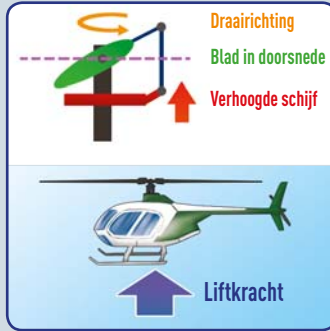 Draairichting
Blad in doorsnede
Verhoogde schijf
Liftkracht